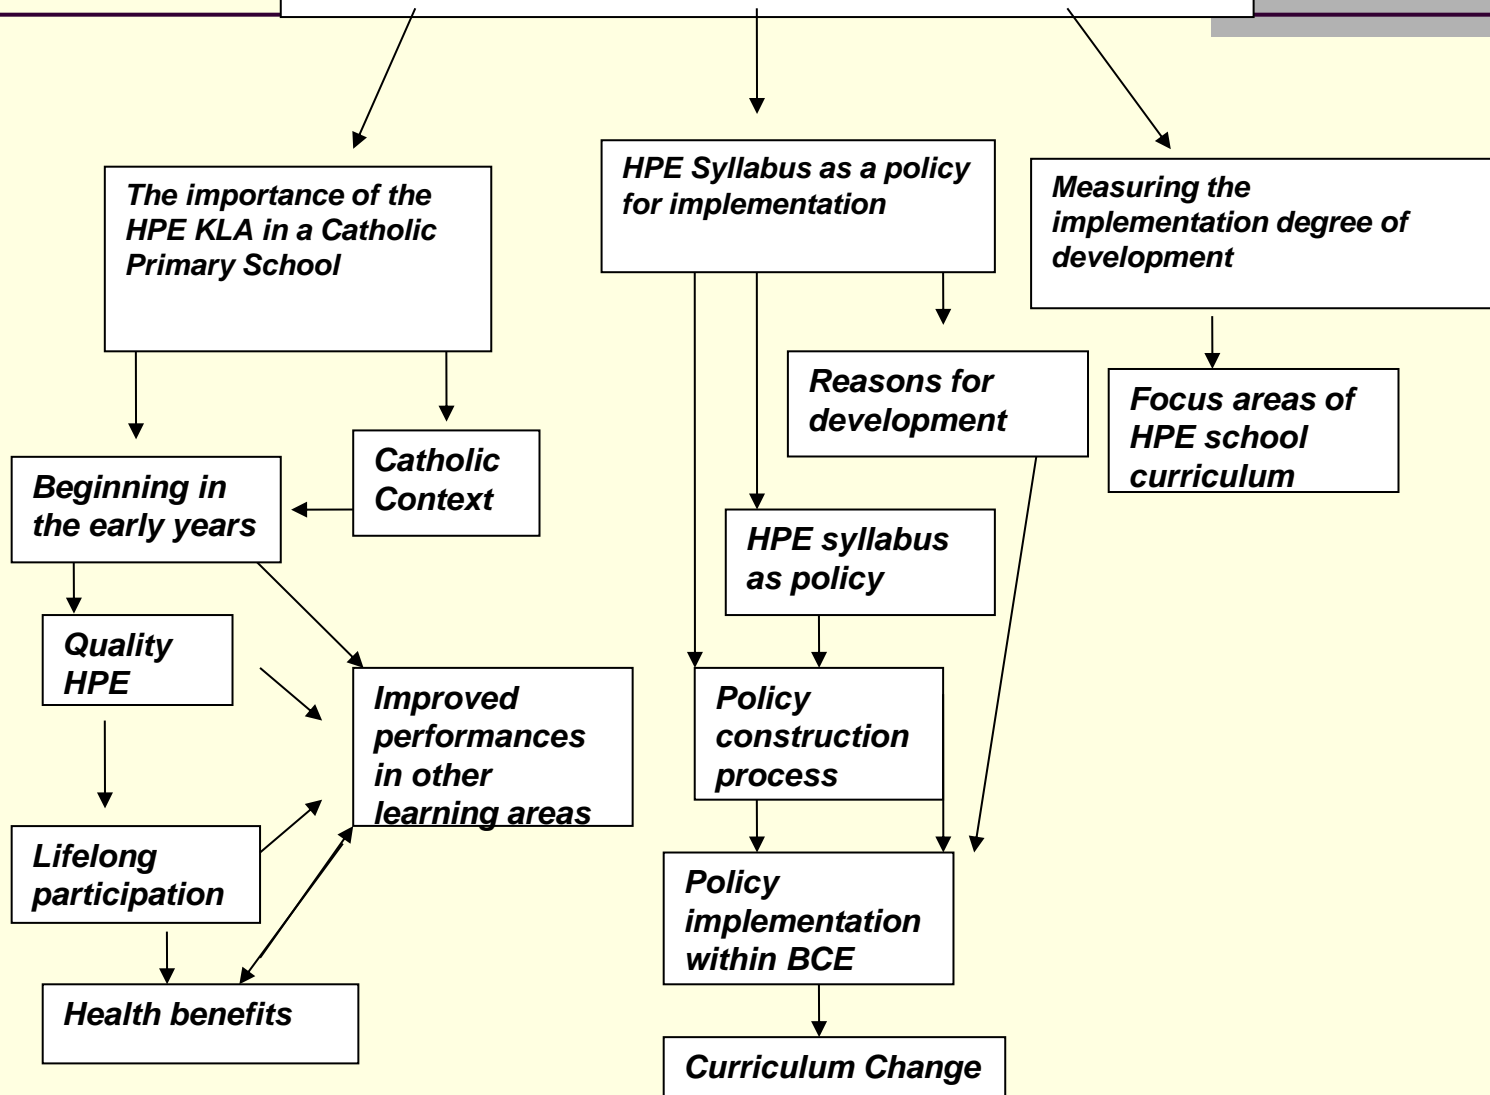 The importance of the
HPE KLA in a Catholic
Primary School
HPE Syllabus as a policy
for implementation
Measuring the
implementation degree of
development
Reasons for
development
Focus areas of
HPE school
curriculum
Catholic
Context
Beginning in
the early years
HPE syllabus
as policy
Quality
HPE
Improved
performances
in other
learning areas
Policy
construction
process
Lifelong
participation
Policy
implementation
within BCE
Health benefits
Curriculum Change